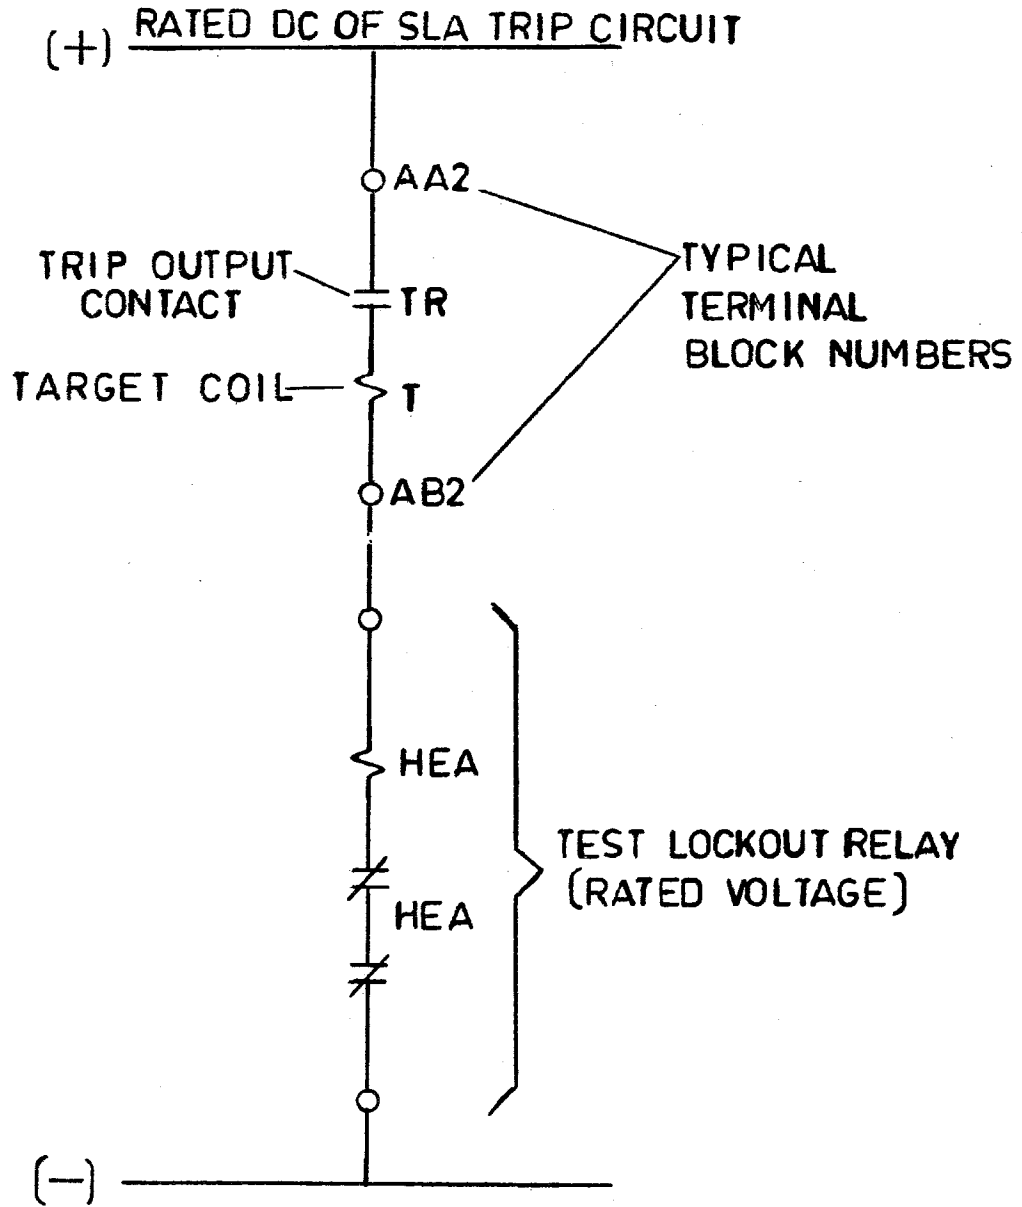 (+) RATED DC OF SLA TRIP CIRCUIT
AA2
TRIP OUTPUT
CONTACT
TR
TYPICAL
TERMINAL
BLOCK NUMBERS
TARGET COIL
T
AB2
HEA
HEA
TEST LOCKOUT RELAY
(RATED VOLTAGE)
(-)